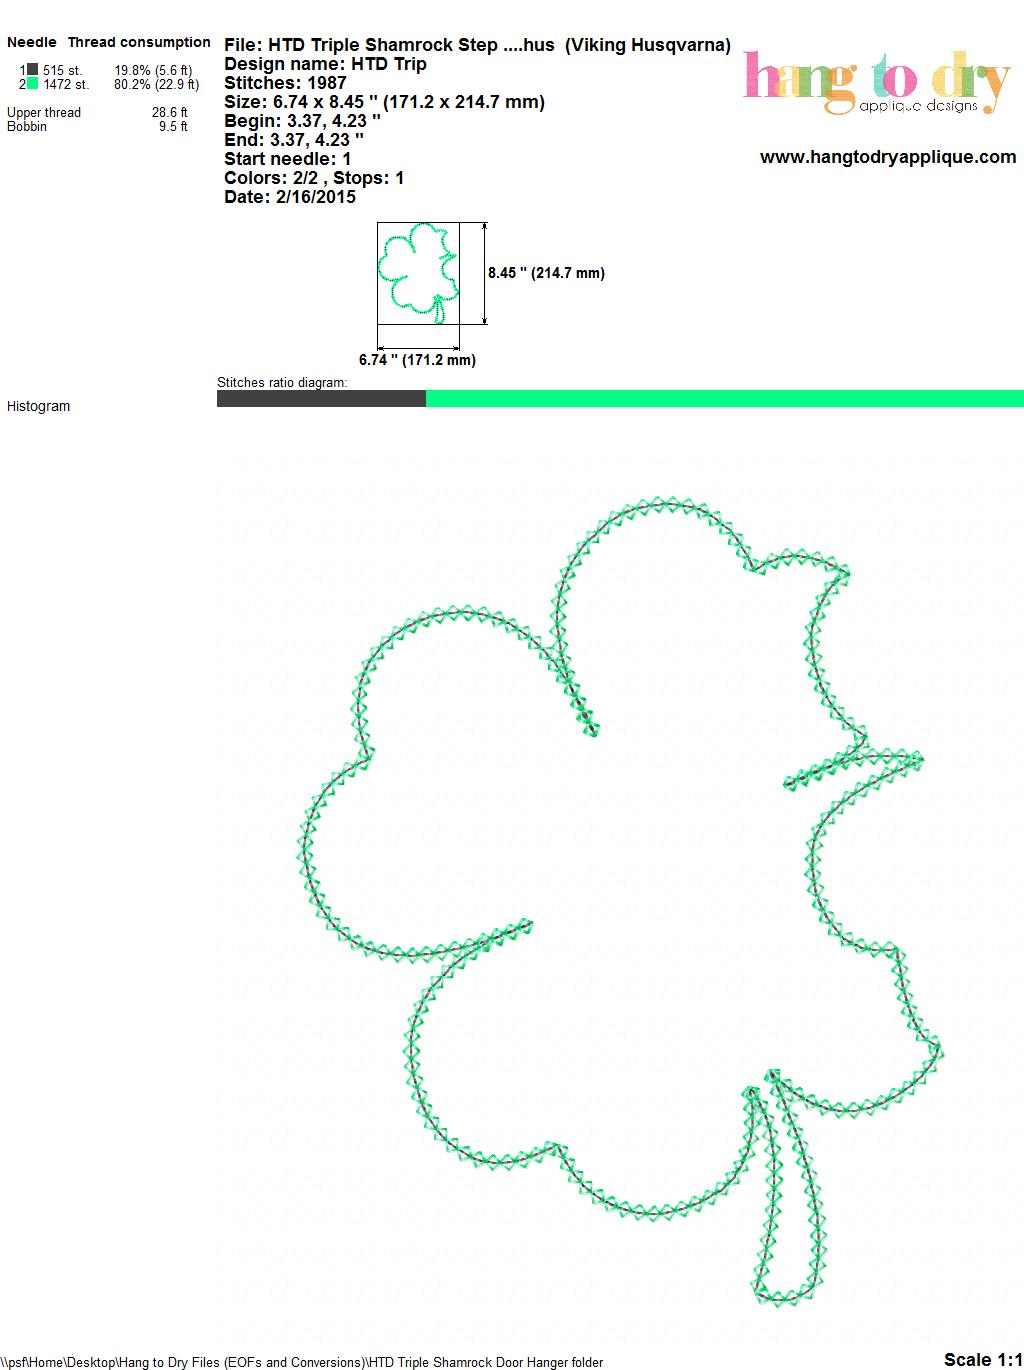 Needle Thread consumption
1 515 st. 19.8% (5.6 ft)
2 1472 st. 80.2% (22.9 ft)
Upper thread 28.6 ft
Bobbin 9.5 ft
File: HTD Triple Shamrock Step ....hus (Viking Husqvarna)
Design name: HTD Trip
Stitches: 1987
Size: 6.74 x 8.45 " (171.2 x 214.7 mm)
Begin: 3.37, 4.23 "
End: 3.37, 4.23 "
Start needle: 1
Colors: 2/2 , Stops: 1
Date: 2/16/2015
hang to dry
applique designs
www.hangtodryapplique.com
8.45 " (214.7 mm)
6.74 " (171.2 mm)
Stitches ratio diagram:
Histogram
\\psf\Home\Desktop\Hang to Dry Files (EOFs and Conversions)\HTD Triple Shamrock Door Hanger folder
Scale 1:1